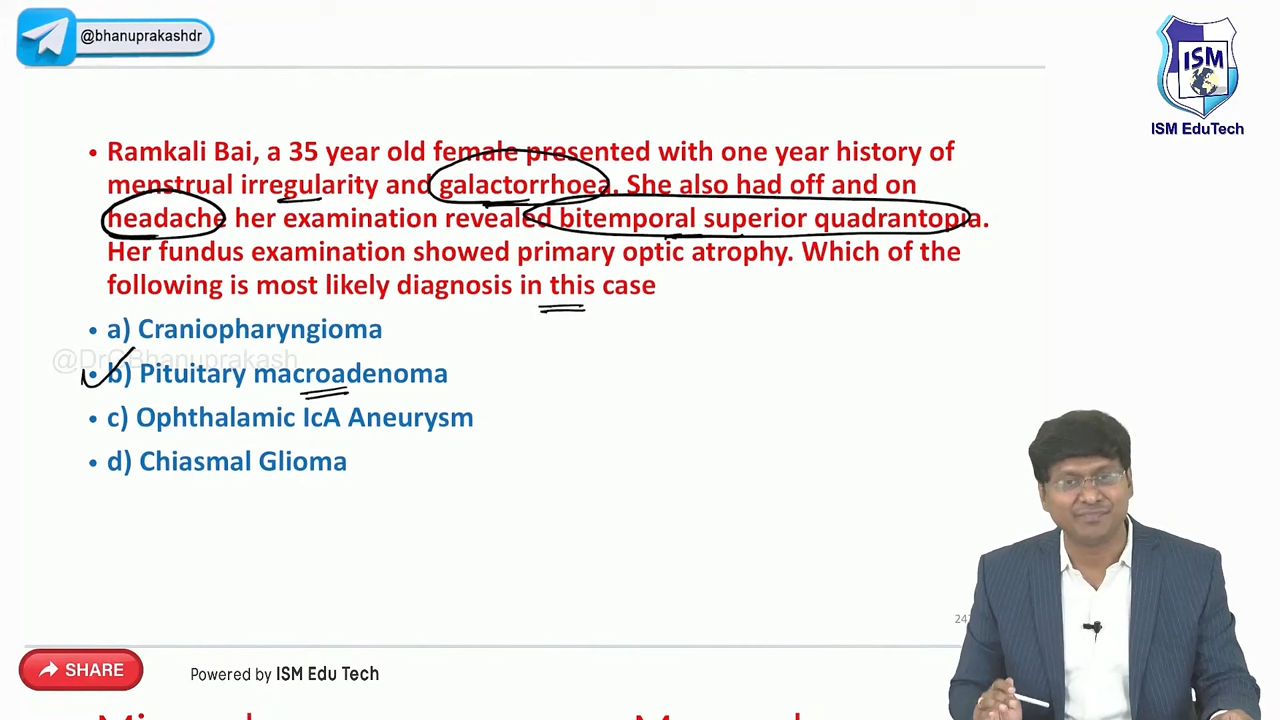 @bhanuprakashdr
ISM
ISM EduTech
• Ramkali Bai, a 35 year old female presented with one year history of
menstrual irregularity and galactorrhoea. She also had off and on
headache her examination revealed bitemporal superior quadrantopia.
Her fundus examination showed primary optic atrophy. Which of the
following is most likely diagnosis in this case
• a) Craniopharyngioma
@DrGBhanuprakash
• b) Pituitary macroadenoma
• c) Ophthalamic IcA Aneurysm
• d) Chiasmal Glioma
SHARE
Powered by ISM Edu Tech